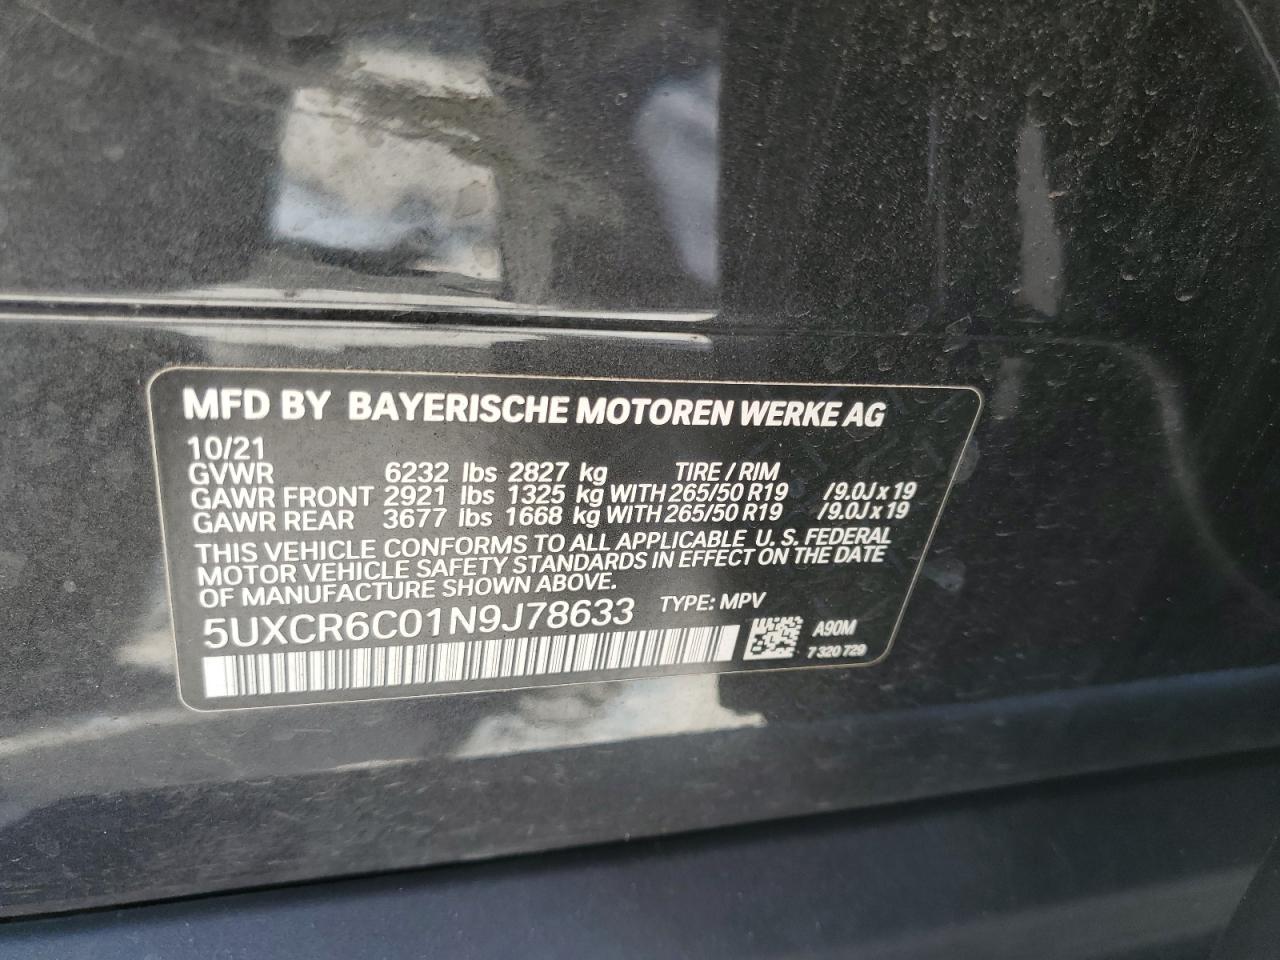 MFD BY BAYERISCHE MOTOREN WERKE AG
10/21
GVWR 6232 lbs 2827 kg TIRE / RIM
GAWR FRONT 2921 lbs 1325 kg WITH 265/50 R19 /9.0J x 19
GAWR REAR 3677 lbs 1668 kg WITH 265/50 R19 /9.0J x 19
THIS VEHICLE CONFORMS TO ALL APPLICABLE U. S. FEDERAL
MOTOR VEHICLE SAFETY STANDARDS IN EFFECT ON THE DATE
OF MANUFACTURE SHOWN ABOVE.
5UXCR6C01N9J78633 TYPE: MPV
A90M
7 320 729